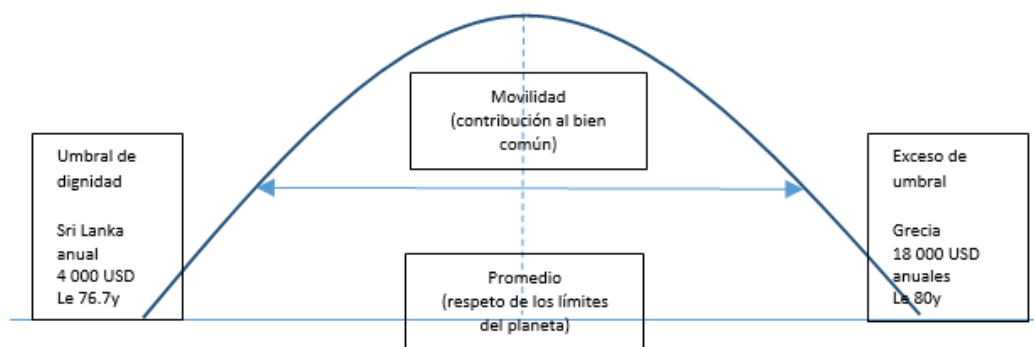 Movilidad
(contribución al bien
común)
Umbral de
dignidad
Sri Lanka
anual
4 000 USD
Le 76.7y
Exceso de
umbral
Grecia
18 000 USD
anuales
Le 80y
Promedio
(respeto de los límites
del planeta)